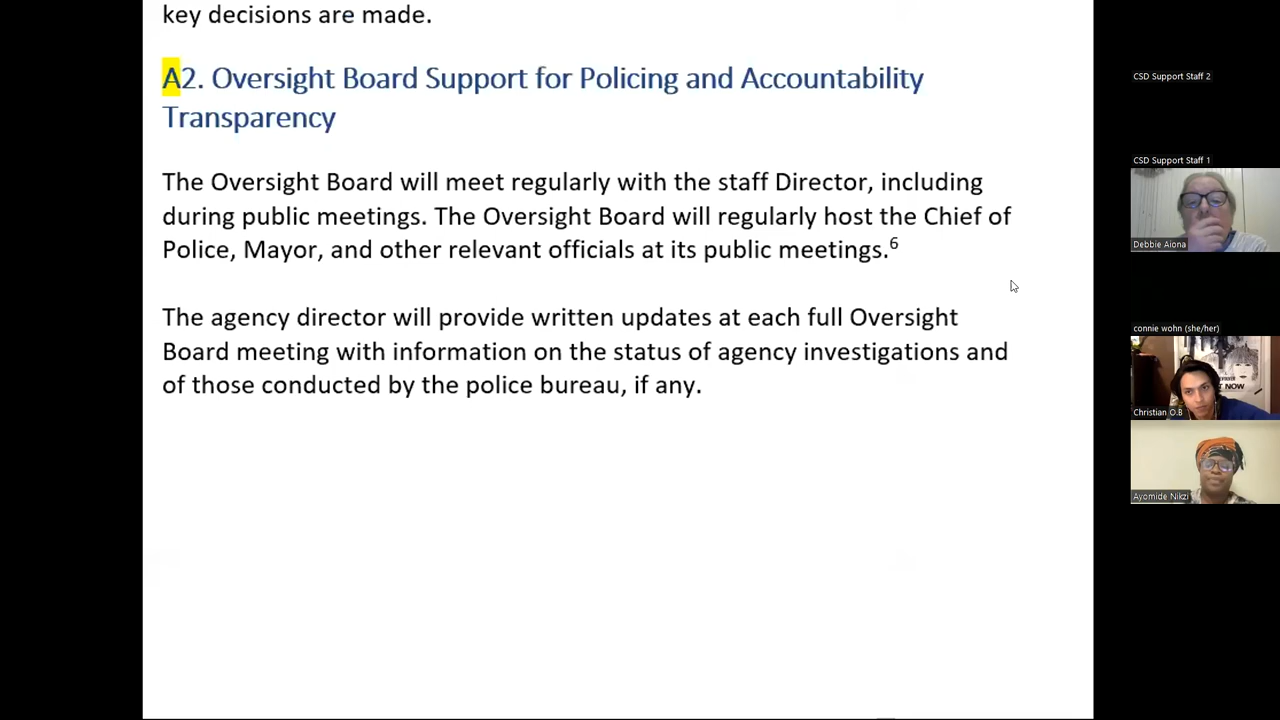 key decisions are made.
A2. Oversight Board Support for Policing and Accountability
Transparency
The Oversight Board will meet regularly with the staff Director, including
during public meetings. The Oversight Board will regularly host the Chief of
Police, Mayor, and other relevant officials at its public meetings.6
The agency director will provide written updates at each full Oversight
Board meeting with information on the status of agency investigations and
of those conducted by the police bureau, if any.
CSD Support Staff 2
CSD Support Staff 1
Debbie Aiona
connie wohn (she/her)
T NOW
Christian O.B
Ayomide Nikzi